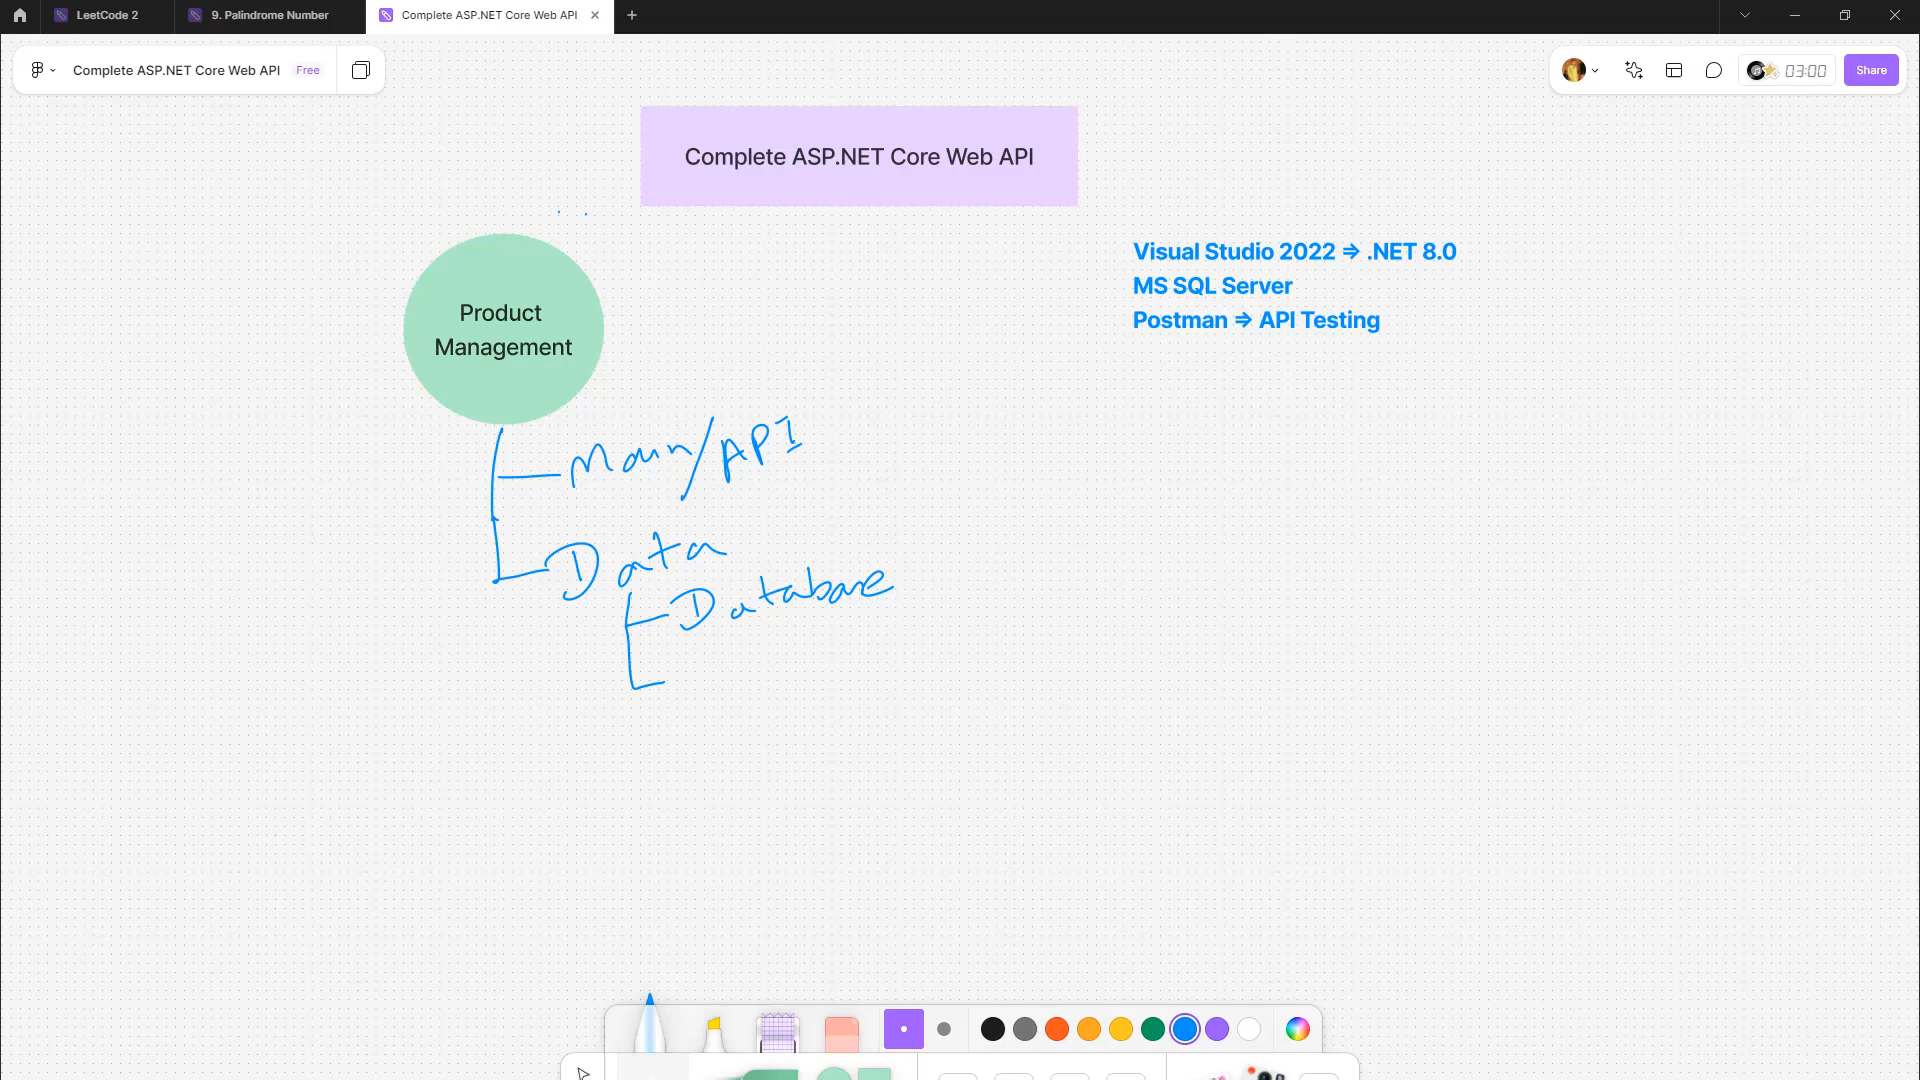 LeetCode 2
9. Palindrome Number
Complete ASP.NET Core Web API
Complete ASP.NET Core Web API Free
03:00
Share
Complete ASP.NET Core Web API
Visual Studio 2022 ⇒ .NET 8.0
MS SQL Server
Postman ⇒ API Testing
Product
Management
Main/API
Data
Database